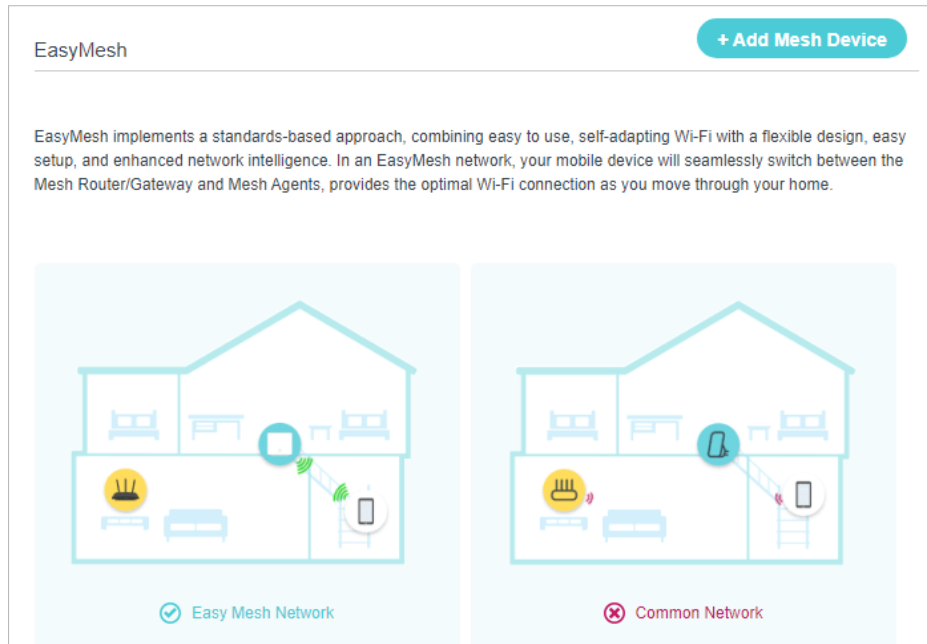 EasyMesh
+ Add Mesh Device
EasyMesh implements a standards-based approach, combining easy to use, self-adapting Wi-Fi with a flexible design, easy
setup, and enhanced network intelligence. In an EasyMesh network, your mobile device will seamlessly switch between the
Mesh Router/Gateway and Mesh Agents, provides the optimal Wi-Fi connection as you move through your home.
Easy Mesh Network
Common Network